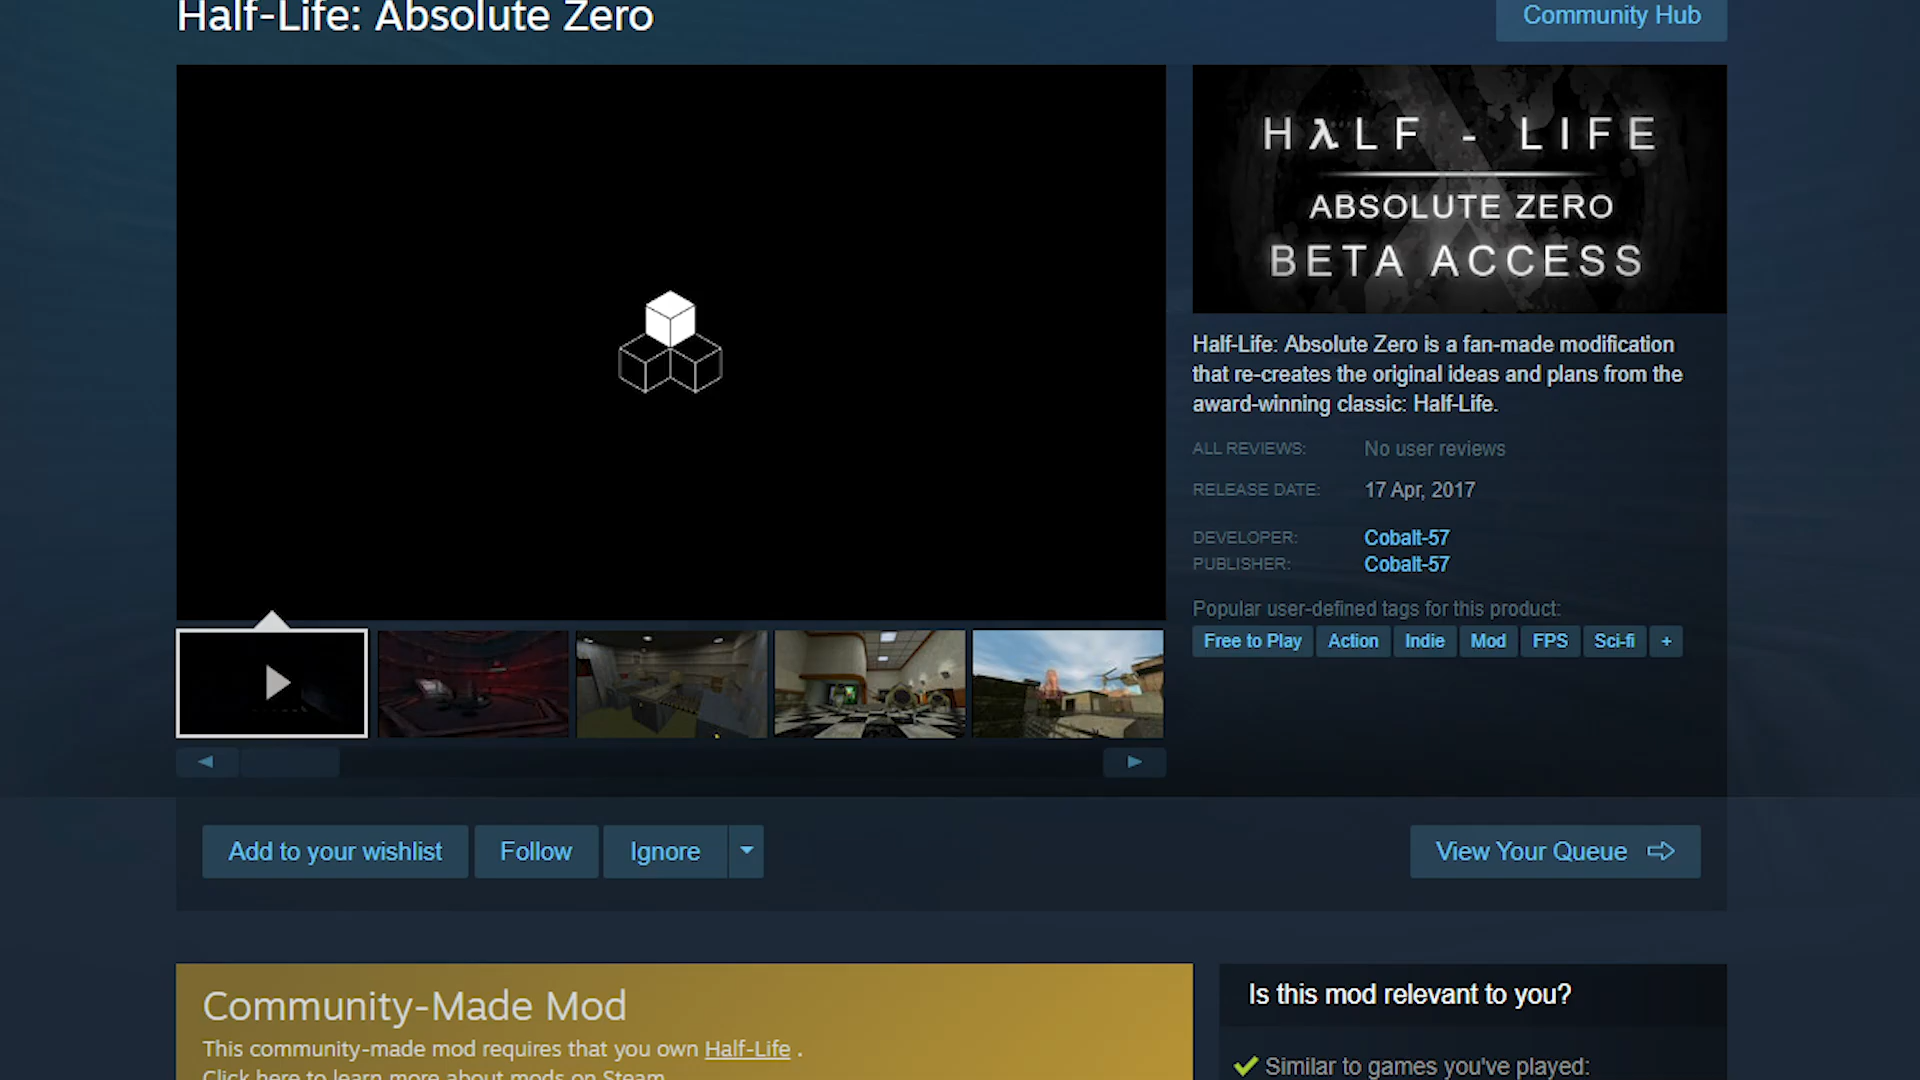 Half-Life: Absolute Zero
Community Hub
HλLF - LIFE
ABSOLUTE ZERO
BETA ACCESS
Half-Life: Absolute Zero is a fan-made modification
that re-creates the original ideas and plans from the
award-winning classic: Half-Life.
ALL REVIEWS: No user reviews
RELEASE DATE: 17 Apr, 2017
DEVELOPER: Cobalt-57
PUBLISHER: Cobalt-57
Popular user-defined tags for this product:
Free to Play Action Indie Mod FPS Sci-fi +
Add to your wishlist Follow Ignore View Your Queue
Community-Made Mod
This community-made mod requires that you own Half-Life .
Click here to learn more about mods on Steam
Is this mod relevant to you?
Similar to games you've played: